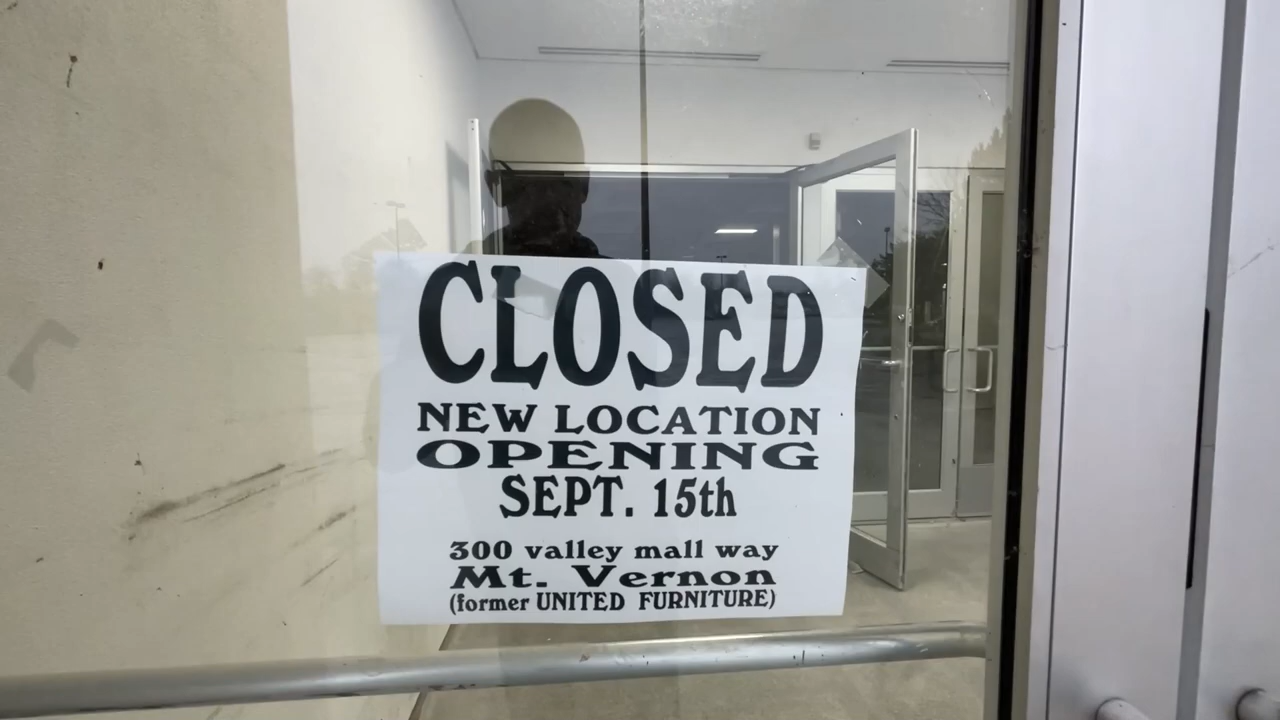 CLOSED
NEW LOCATION
OPENING
SEPT. 15th
300 valley mall way
Mt. Vernon
(former UNITED FURNITURE)